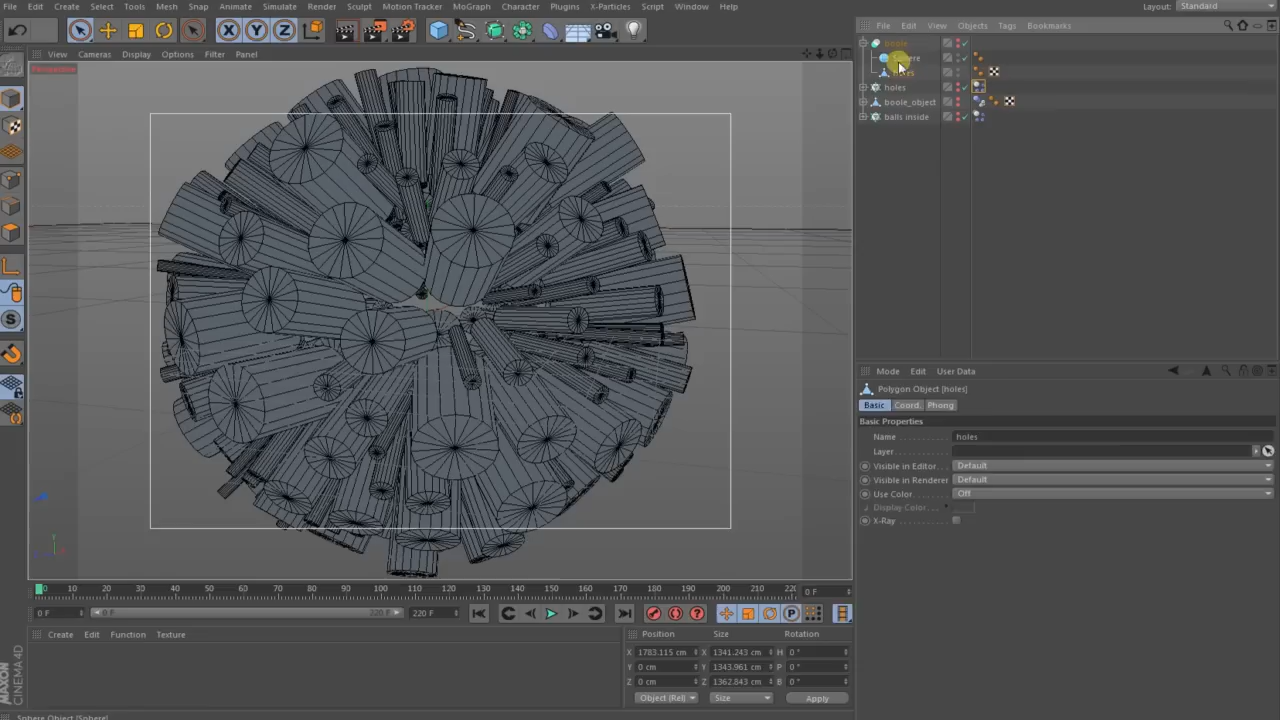 File Edit Create Select Tools Mesh Snap Animate Simulate Render Sculpt Motion Tracker MoGraph Character Plugins X-Particles Script Window Help Layout: Standard
File Edit View Objects Tags Bookmarks
View Cameras Display Options Filter Panel
Perspective
boole
Sphere
holes
holes
boole_object
balls inside
Mode Edit User Data
Polygon Object [holes]
Basic Coord. Phong
Basic Properties
Name holes
Layer
Visible in Editor Default
Visible in Renderer Default
Use Color Off
Display Color
X-Ray
0 10 20 30 40 50 60 70 80 90 100 110 120 130 140 150 160 170 180 190 200 210 220 0 F
0 F 0 F 220 F 220 F
Create Edit Function Texture
Position Size Rotation
X 1783.115 cm X 1341.243 cm H 0 °
Y 0 cm Y 1343.961 cm P 0 °
Z 0 cm Z 1362.843 cm B 0 °
Object (Rel) Size Apply
MAXON CINEMA 4D
Sphere Object [Sphere]